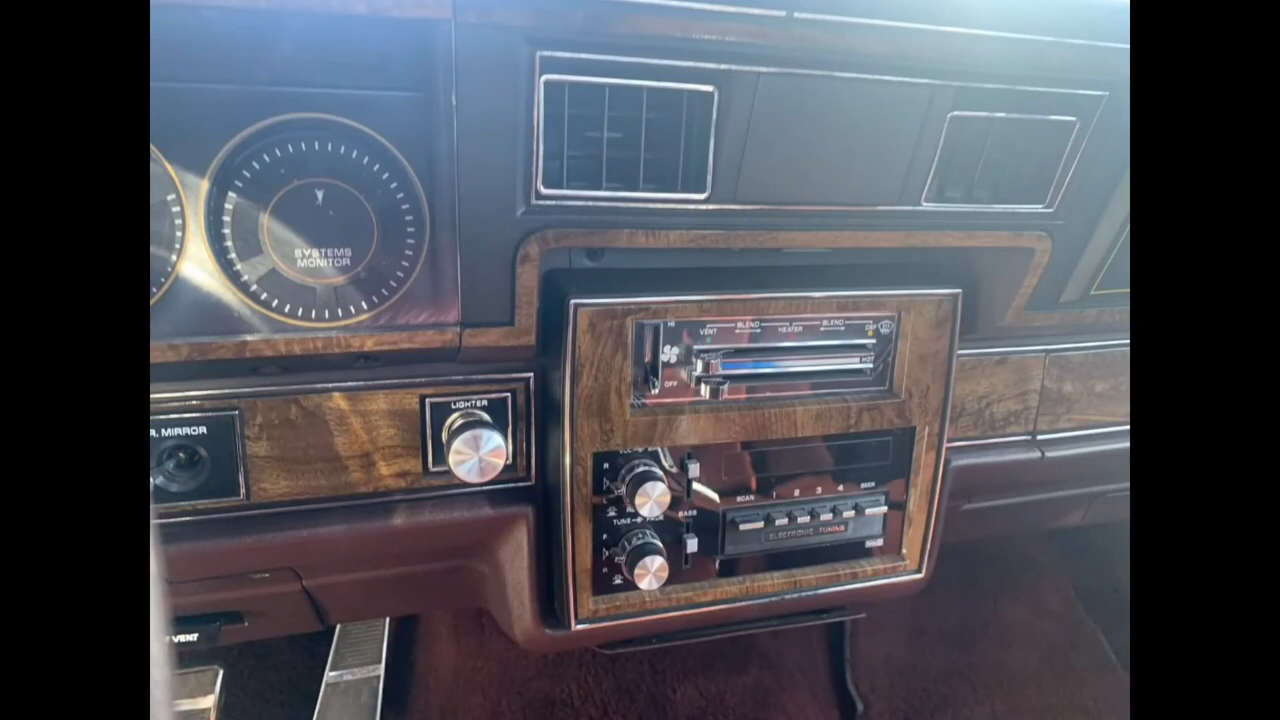 SYSTEMS
MONITOR
R. MIRROR
LIGHTER
VENT
HI
OFF
VENT
BLEND
HEATER
BLEND
DEF
HOT
R
L
TUNE
BASS
F
R
SCAN
1 2 3 4
SEEK
ELECTRONIC TUNING